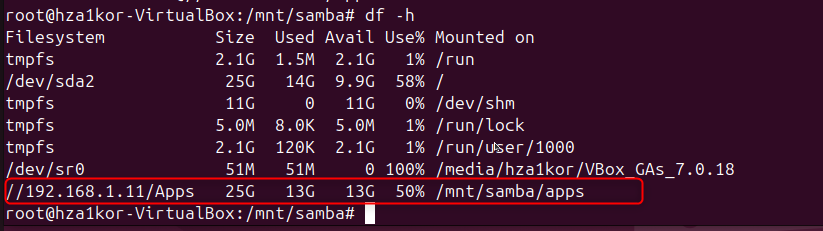 root@hza1kor-VirtualBox:/mnt/samba# df -h
Filesystem Size Used Avail Use% Mounted on
tmpfs 2.1G 1.5M 2.1G 1% /run
/dev/sda2 25G 14G 9.9G 58% /
tmpfs 11G 0 11G 0% /dev/shm
tmpfs 5.0M 8.0K 5.0M 1% /run/lock
tmpfs 2.1G 120K 2.1G 1% /run/user/1000
/dev/sr0 51M 51M 0 100% /media/hza1kor/VBox_GAs_7.0.18
//192.168.1.11/Apps 25G 13G 13G 50% /mnt/samba/apps
root@hza1kor-VirtualBox:/mnt/samba#